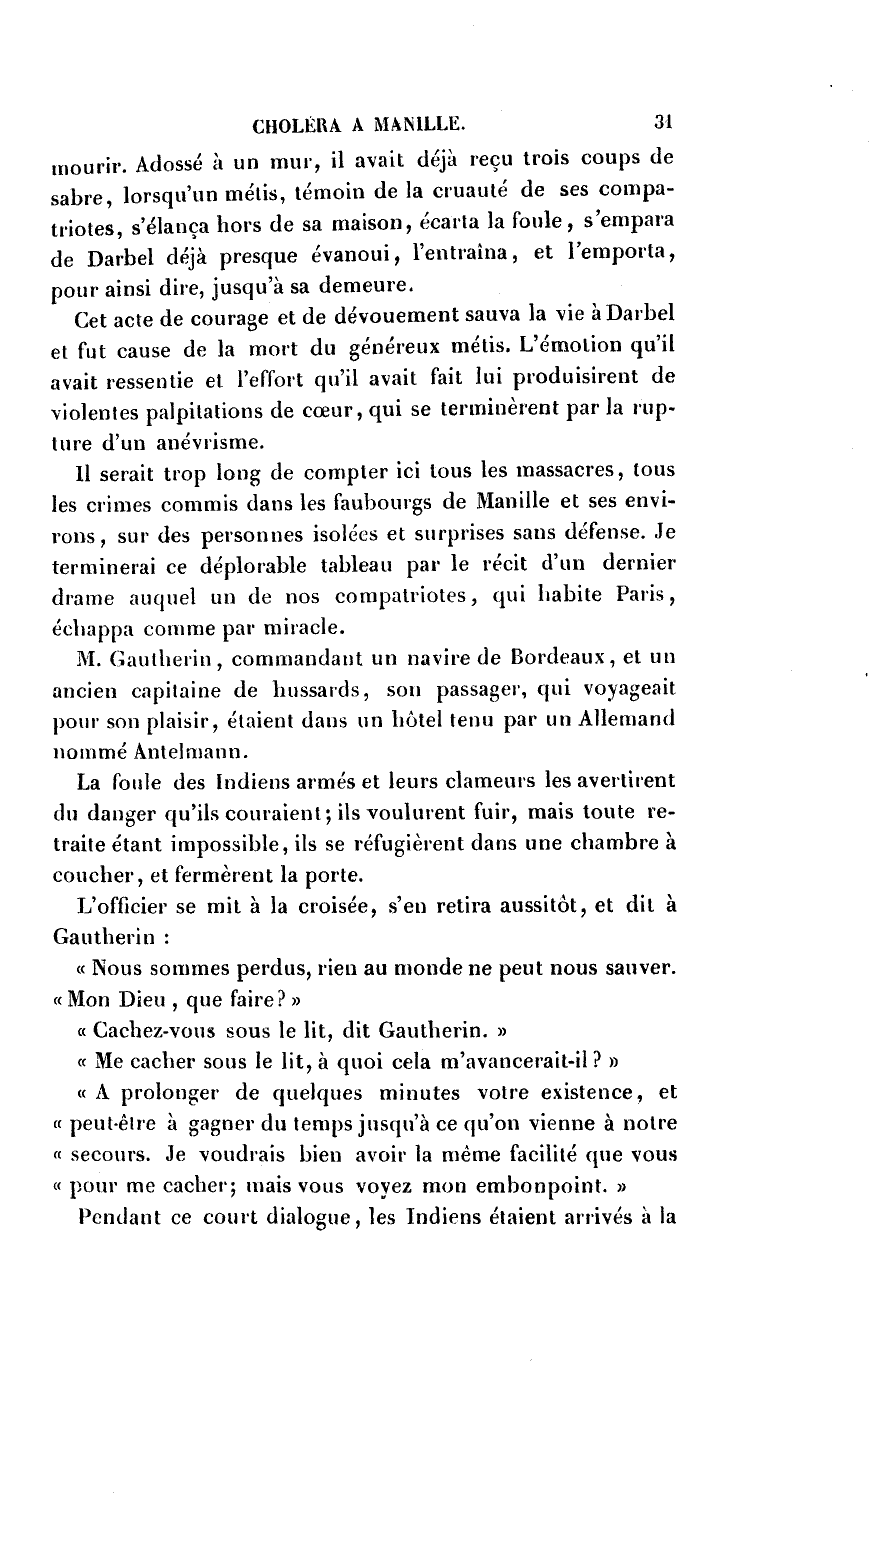 CHOLÉRA A MANILLE. 31
mourir. Adossé à un mur, il avait déjà reçu trois coups de
sabre, lorsqu'un métis, témoin de la cruauté de ses compa-
triotes, s'élança hors de sa maison, écarta la foule, s'empara
de Darbel déjà presque évanoui, l'entraîna, et l'emporta,
pour ainsi dire, jusqu'à sa demeure.
Cet acte de courage et de dévouement sauva la vie à Darbel
et fut cause de la mort du généreux métis. L'émotion qu'il
avait ressentie et l'effort qu'il avait fait lui produisirent de
violentes palpitations de cœur, qui se terminèrent par la rup-
ture d'un anévrisme.
Il serait trop long de compter ici tous les massacres, tous
les crimes commis dans les faubourgs de Manille et ses envi-
rons, sur des personnes isolées et surprises sans défense. Je
terminerai ce déplorable tableau par le récit d'un dernier
drame auquel un de nos compatriotes, qui habite Paris,
échappa comme par miracle.
M. Gautherin, commandant un navire de Bordeaux, et un
ancien capitaine de hussards, son passager, qui voyageait
pour son plaisir, étaient dans un hôtel tenu par un Allemand
nommé Antelmann.
La foule des Indiens armés et leurs clameurs les avertirent
du danger qu'ils couraient; ils voulurent fuir, mais toute re-
traite étant impossible, ils se réfugièrent dans une chambre à
coucher, et fermèrent la porte.
L'officier se mit à la croisée, s'en retira aussitôt, et dit à
Gautherin :
« Nous sommes perdus, rien au monde ne peut nous sauver.
« Mon Dieu, que faire? »
« Cachez-vous sous le lit, dit Gautherin. »
« Me cacher sous le lit, à quoi cela m'avancerait-il? »
« A prolonger de quelques minutes votre existence, et
« peut-être à gagner du temps jusqu'à ce qu'on vienne à notre
« secours. Je voudrais bien avoir la même facilité que vous
« pour me cacher; mais vous voyez mon embonpoint. »
Pendant ce court dialogue, les Indiens étaient arrivés à la